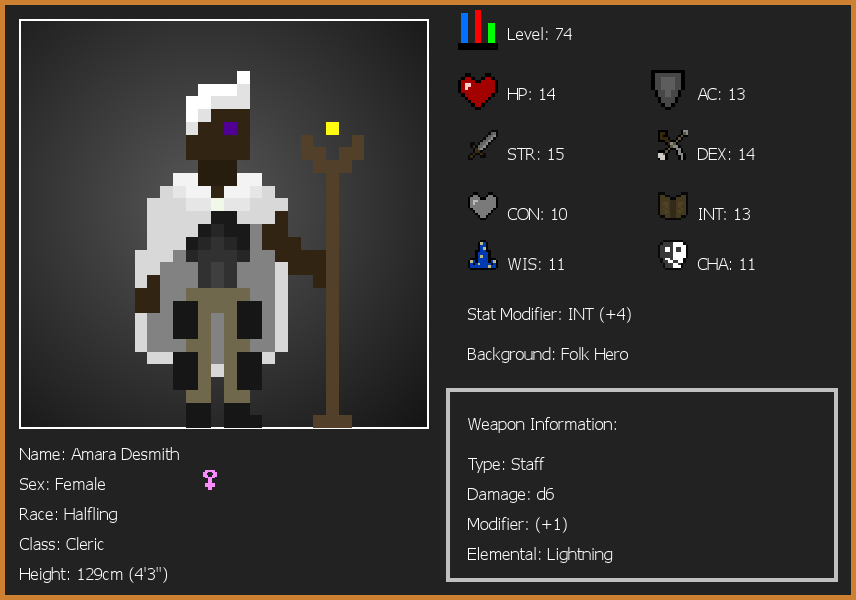 Level: 74
HP: 14
AC: 13
STR: 15
DEX: 14
CON: 10
INT: 13
WIS: 11
CHA: 11
Stat Modifier: INT (+4)
Background: Folk Hero
Weapon Information:
Type: Staff
Damage: d6
Modifier: (+1)
Elemental: Lightning
Name: Amara Desmith
Sex: Female
Race: Halfling
Class: Cleric
Height: 129cm (4'3")